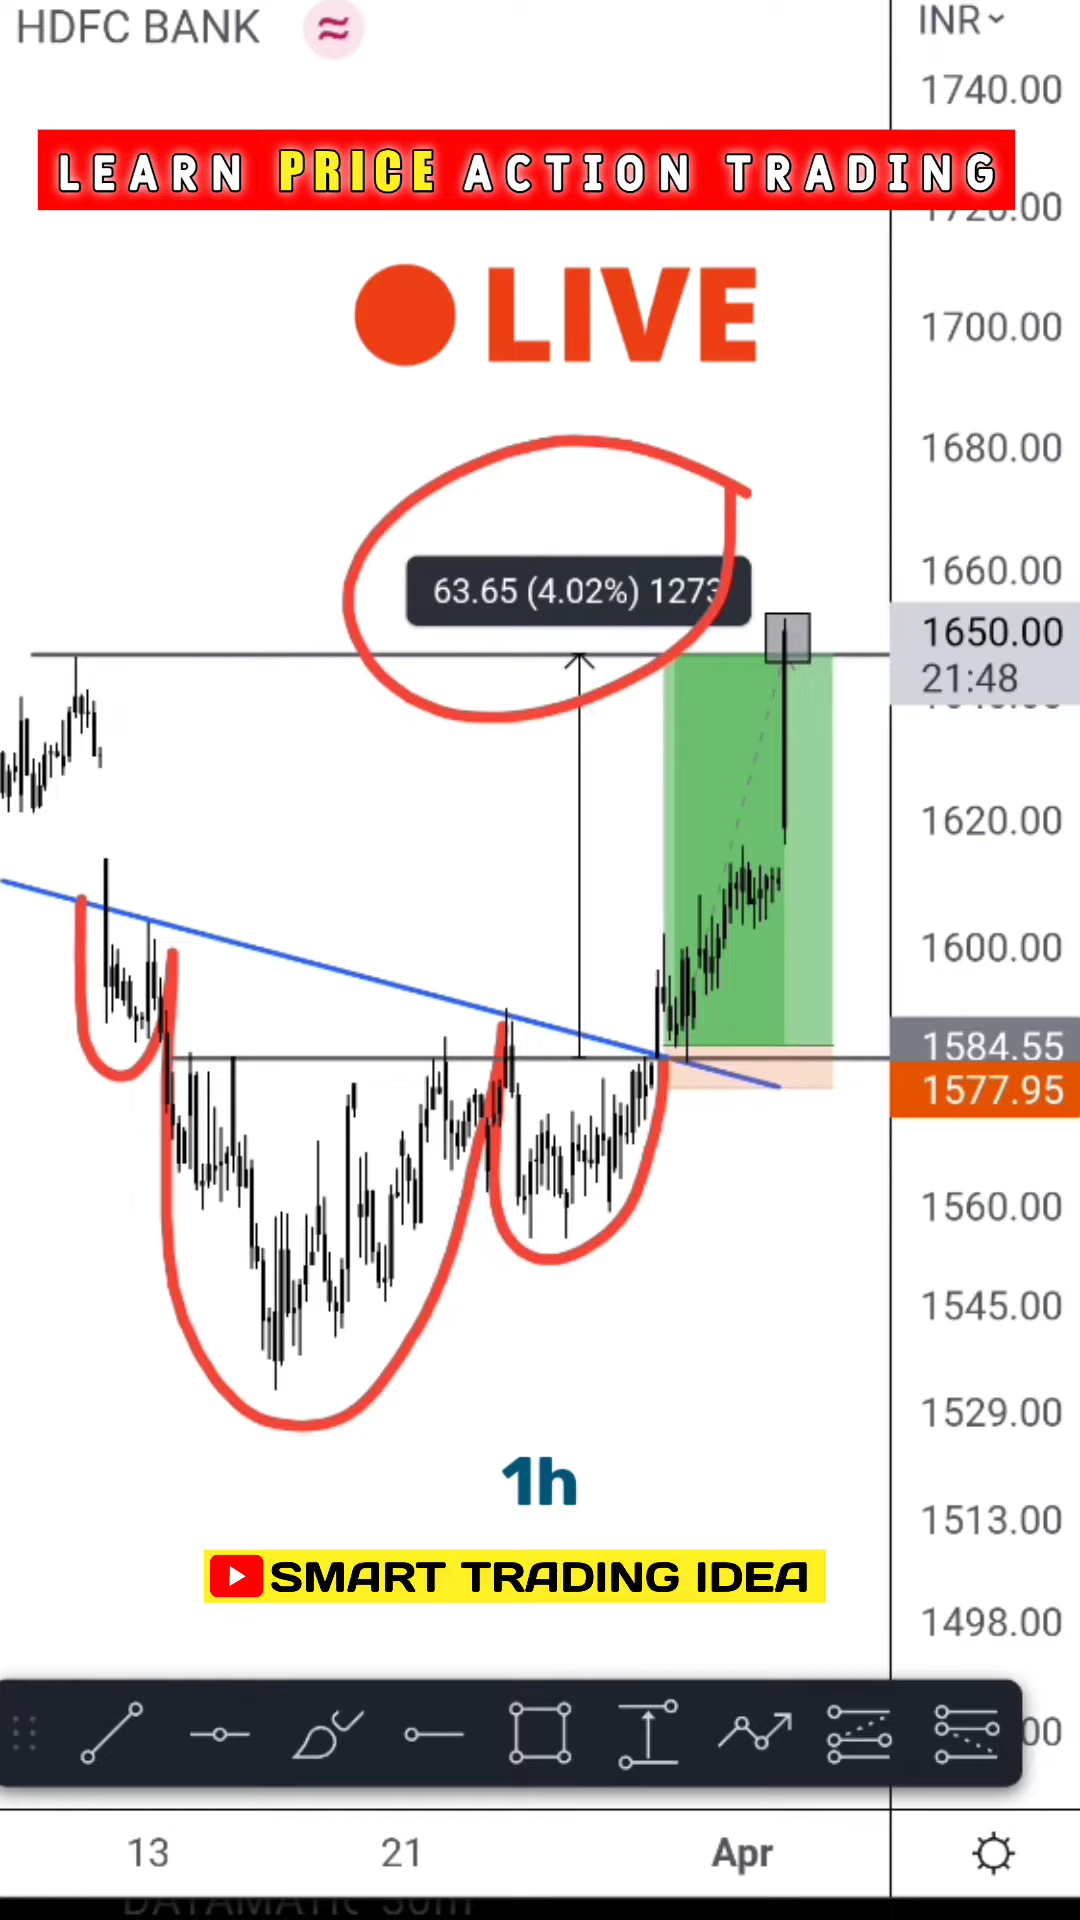 HDFC BANK
INR
1740.00
LEARN PRICE ACTION TRADING
LIVE
1700.00
1680.00
1660.00
63.65 (4.02%) 1273
1650.00
21:48
1620.00
1600.00
1584.55
1577.95
1560.00
1545.00
1529.00
1h
1513.00
SMART TRADING IDEA
1498.00
00
13
21
Apr